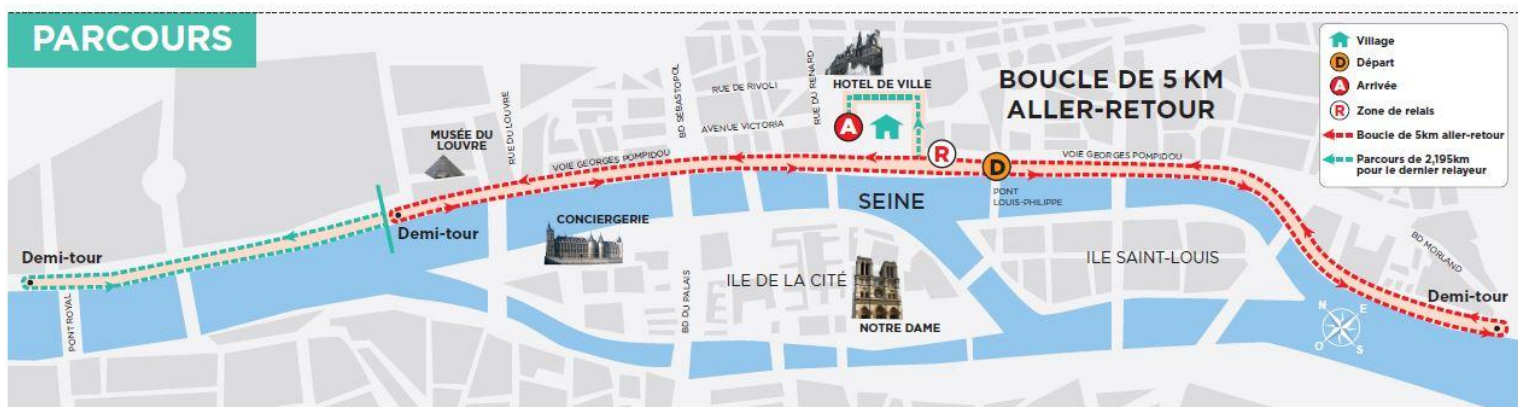 PARCOURS
BOUCLE DE 5 KM
ALLER-RETOUR
Village
D
Départ
A
Arrivée
R
Zone de relais
Boucle de 5km aller-retour
Parcours de 2,195km
pour le dernier relayeur
HOTEL DE VILLE
RUE DE RIVOLI
AVENUE VICTORIA
BD SÉBASTOPOL
RUE DU RENARD
RUE DU LOUVRE
MUSÉE DU
LOUVRE
VOIE GEORGES POMPIDOU
A
R
D
VOIE GEORGES POMPIDOU
PONT
LOUIS-PHILIPPE
SEINE
CONCIERGERIE
Demi-tour
Demi-tour
PONT ROYAL
BD DU PALAIS
ILE DE LA CITÉ
NOTRE DAME
ILE SAINT-LOUIS
BD MORLAND
Demi-tour
N
E
O
S